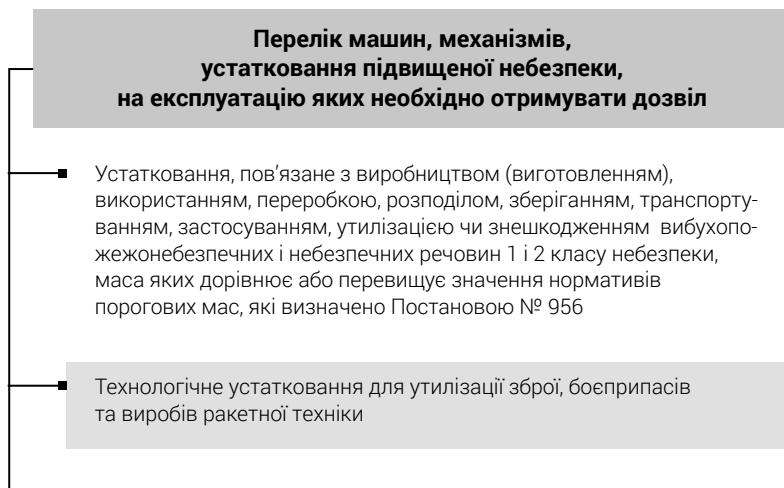 Перелік машин, механізмів,
устатковання підвищеної небезпеки,
на експлуатацію яких необхідно отримувати дозвіл
Устатковання, пов’язане з виробництвом (виготовленням),
використанням, переробкою, розподілом, зберіганням, транспорту-
ванням, застосуванням, утилізацією чи знешкодженням вибухопо-
жежонебезпечних і небезпечних речовин 1 і 2 класу небезпеки,
маса яких дорівнює або перевищує значення нормативів
порогових мас, які визначено Постановою № 956
Технологічне устатковання для утилізації зброї, боєприпасів
та виробів ракетної техніки